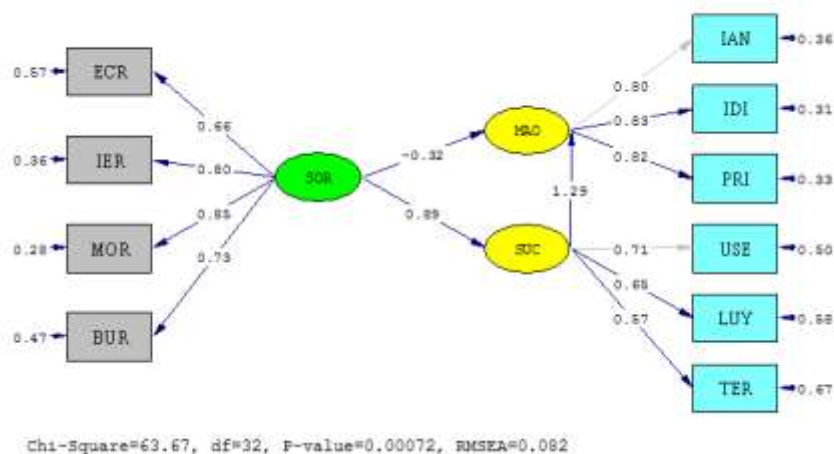 IAN
0.36
ECR
0.57
0.80
IDI
0.31
0.66
MAO
0.83
IER
0.36
0.80
-0.32
0.82
PRI
0.33
SOR
1.29
0.85
0.89
MOR
0.28
SUC
0.71
USE
0.50
0.73
0.65
LUY
0.58
BUR
0.47
0.57
TER
0.67
Chi-Square=63.67, df=32, P-value=0.00072, RMSEA=0.082